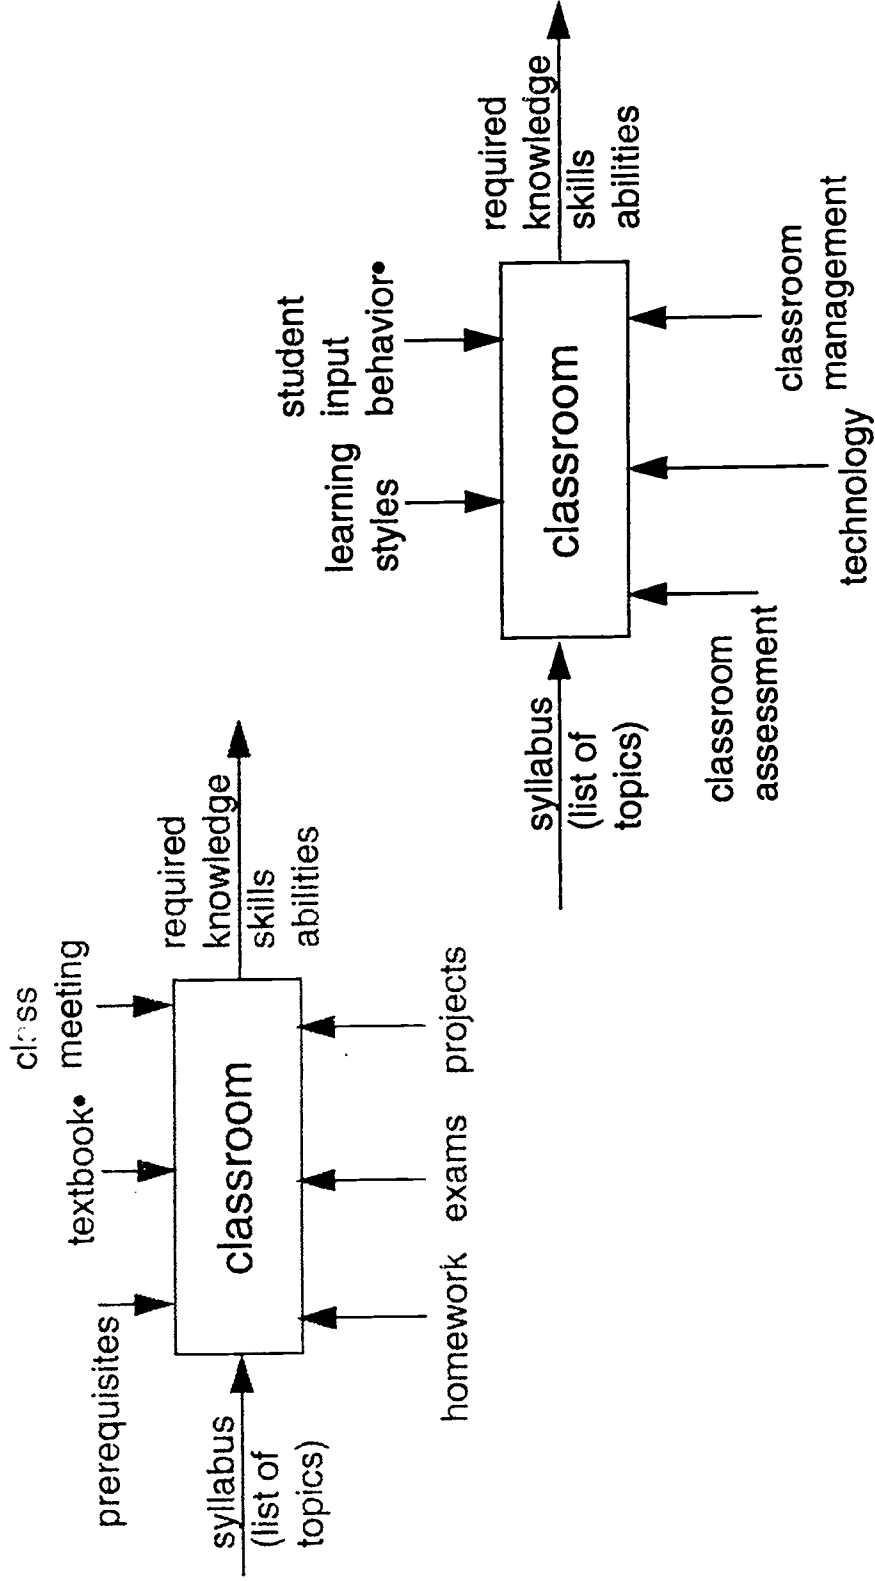 prerequisites
textbook•
class
meeting
syllabus
(list of
topics)
classroom
required
knowledge
skills
abilities
homework
exams
projects
learning
styles
student
input
behavior•
syllabus
(list of
topics)
classroom
required
knowledge
skills
abilities
classroom
assessment
technology
classroom
management